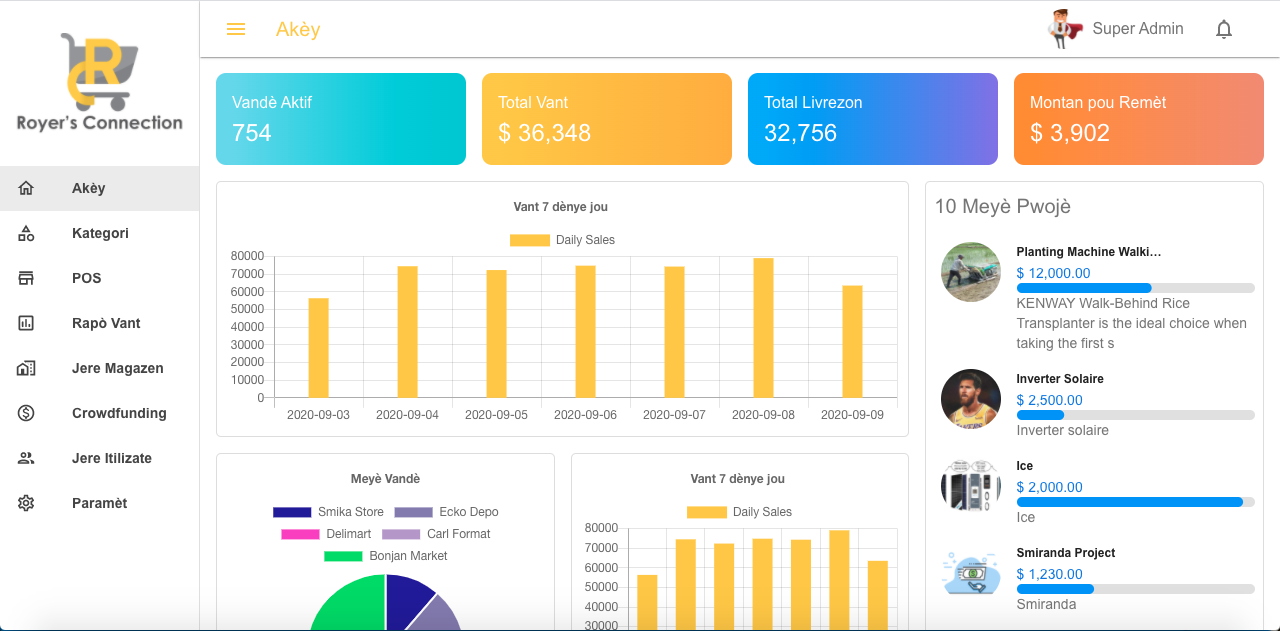 Royer's Connection
Akèy
Kategori
POS
Rapò Vant
Jere Magazen
Crowdfunding
Jere Itilizate
Paramèt
Akèy
Super Admin
Vandè Aktif
754
Total Vant
$ 36,348
Total Livrezon
32,756
Montan pou Remèt
$ 3,902
Vant 7 dènye jou
Daily Sales
80000
70000
60000
50000
40000
30000
20000
10000
0
2020-09-03 2020-09-04 2020-09-05 2020-09-06 2020-09-07 2020-09-08 2020-09-09
Meyè Vandè
Smika Store Ecko Depo
Delimart Carl Format
Bonjan Market
Vant 7 dènye jou
Daily Sales
80000
70000
60000
50000
40000
30000
10 Meyè Pwojè
Planting Machine Walki...
$ 12,000.00
KENWAY Walk-Behind Rice
Transplanter is the ideal choice when
taking the first s
Inverter Solaire
$ 2,500.00
Inverter solaire
Ice
$ 2,000.00
Ice
Smiranda Project
$ 1,230.00
Smiranda